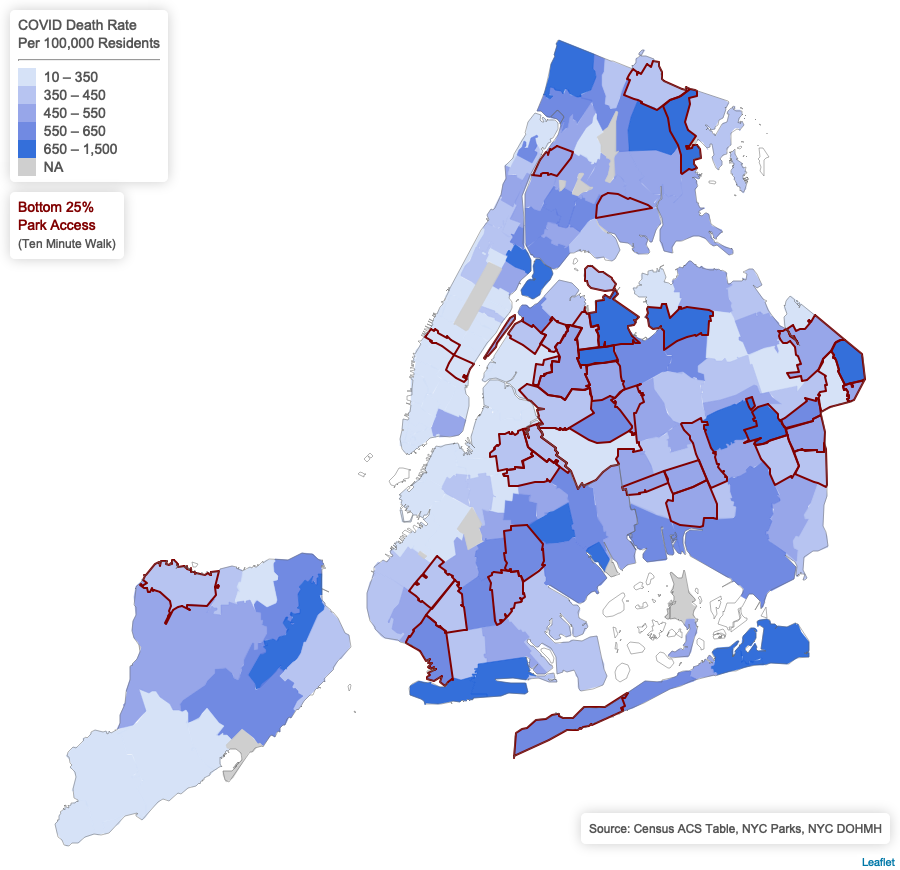 COVID Death Rate
Per 100,000 Residents
10 – 350
350 – 450
450 – 550
550 – 650
650 – 1,500
NA
Bottom 25%
Park Access
(Ten Minute Walk)
Source: Census ACS Table, NYC Parks, NYC DOHMH
Leaflet